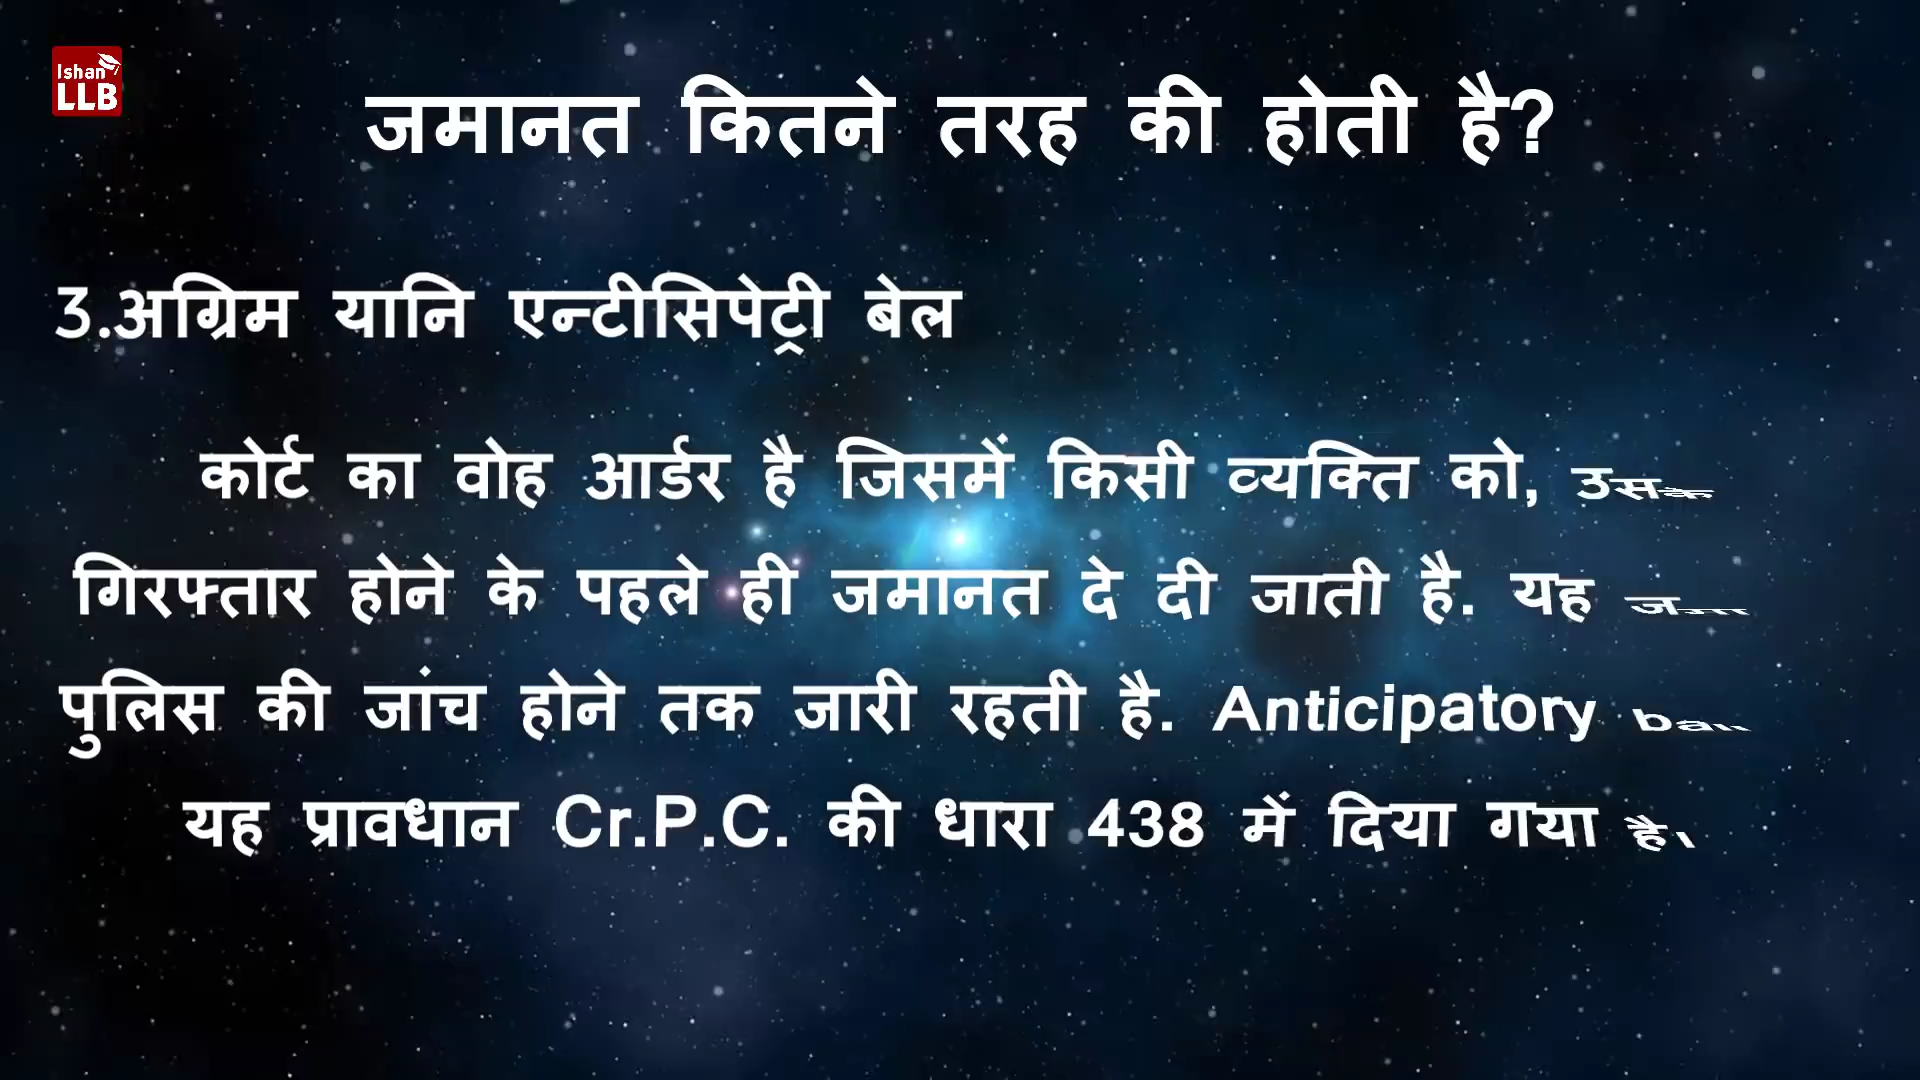 Ishan
LLB
जमानत कितने तरह की होती है?
3.अग्रिम यानि एन्टीसिपेट्री बेल
कोर्ट का वोह आर्डर है जिसमें किसी व्यक्ति को, उसके
गिरफ्तार होने के पहले ही जमानत दे दी जाती है. यह
पुलिस की जांच होने तक जारी रहती है. Anticipatory
यह प्रावधान Cr.P.C. की धारा 438 में दिया गया है।